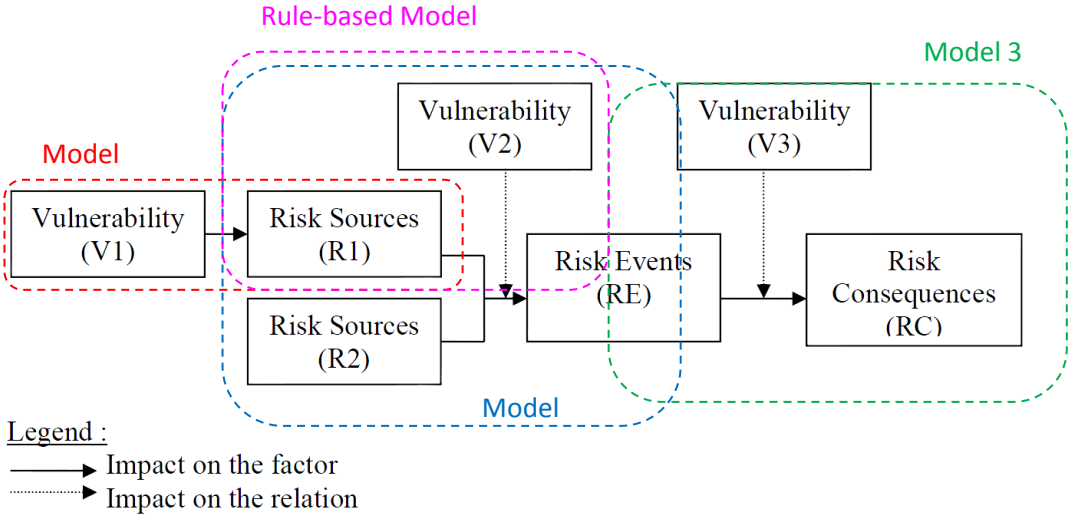 Rule-based Model
Model 3
Vulnerability
(V2)
Vulnerability
(V3)
Model
Vulnerability
(V1)
Risk Sources
(R1)
Risk Events
(RE)
Risk
Consequences
(RC)
Risk Sources
(R2)
Model
Legend :
Impact on the factor
Impact on the relation